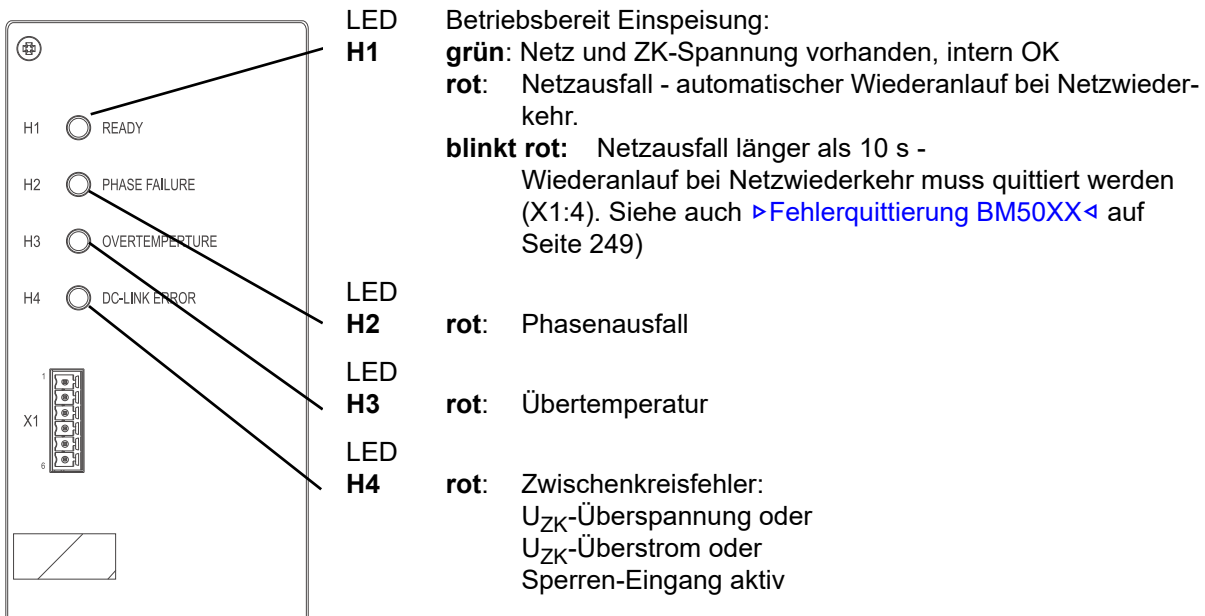 H1 READY
H2 PHASE FAILURE
H3 OVERTEMPERTURE
H4 DC-LINK ERROR
1
X1
6
LED Betriebsbereit Einspeisung:
H1 grün: Netz und ZK-Spannung vorhanden, intern OK
rot: Netzausfall - automatischer Wiederanlauf bei Netzwieder-
kehr.
blinkt rot: Netzausfall länger als 10 s -
Wiederanlauf bei Netzwiederkehr muss quittiert werden
(X1:4). Siehe auch ▹Fehlerquittierung BM50XX◃ auf
Seite 249)
LED
H2 rot: Phasenausfall
LED
H3 rot: Übertemperatur
LED
H4 rot: Zwischenkreisfehler:
UZK-Überspannung oder
UZK-Überstrom oder
Sperren-Eingang aktiv